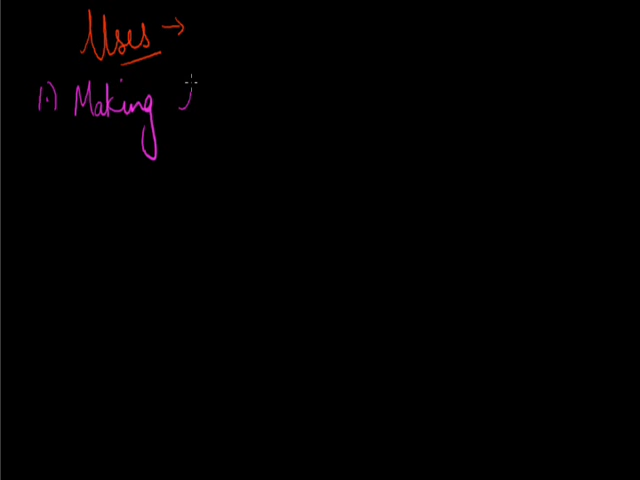 Uses →
1.) Making